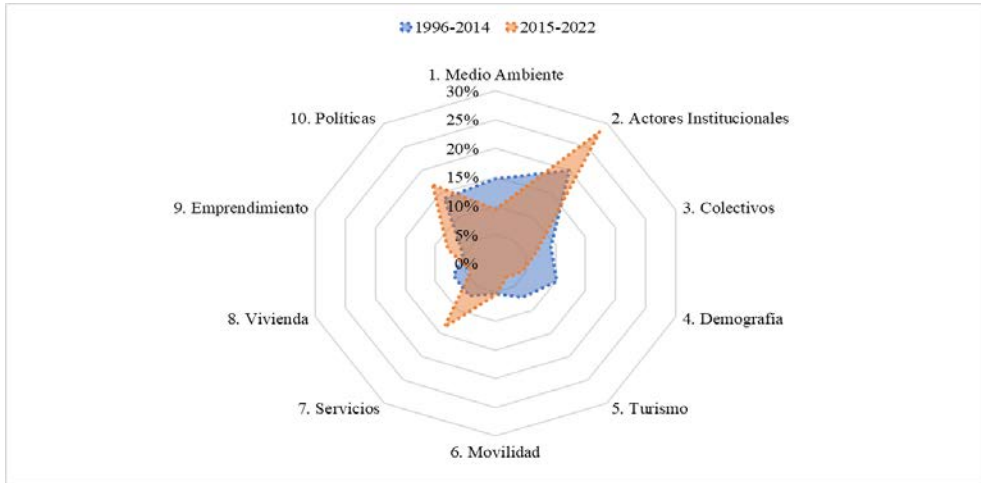 1996-2014 2015-2022
1. Medio Ambiente
30%
10. Políticas
25%
2. Actores Institucionales
20%
15%
9. Emprendimiento
10%
3. Colectivos
5%
0%
8. Vivienda
4. Demografía
7. Servicios
5. Turismo
6. Movilidad